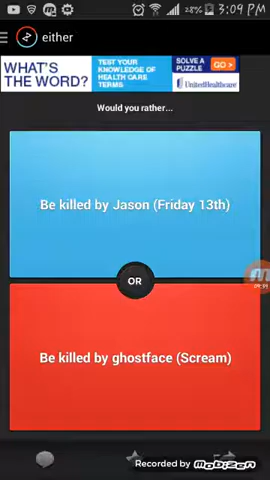 28% 3:09 PM
either
WHAT'S THE WORD?
TEST YOUR KNOWLEDGE OF HEALTH CARE TERMS
SOLVE A PUZZLE
GO >
UnitedHealthcare
Would you rather...
Be killed by Jason (Friday 13th)
OR
Be killed by ghostface (Scream)
Recorded by Mobizen